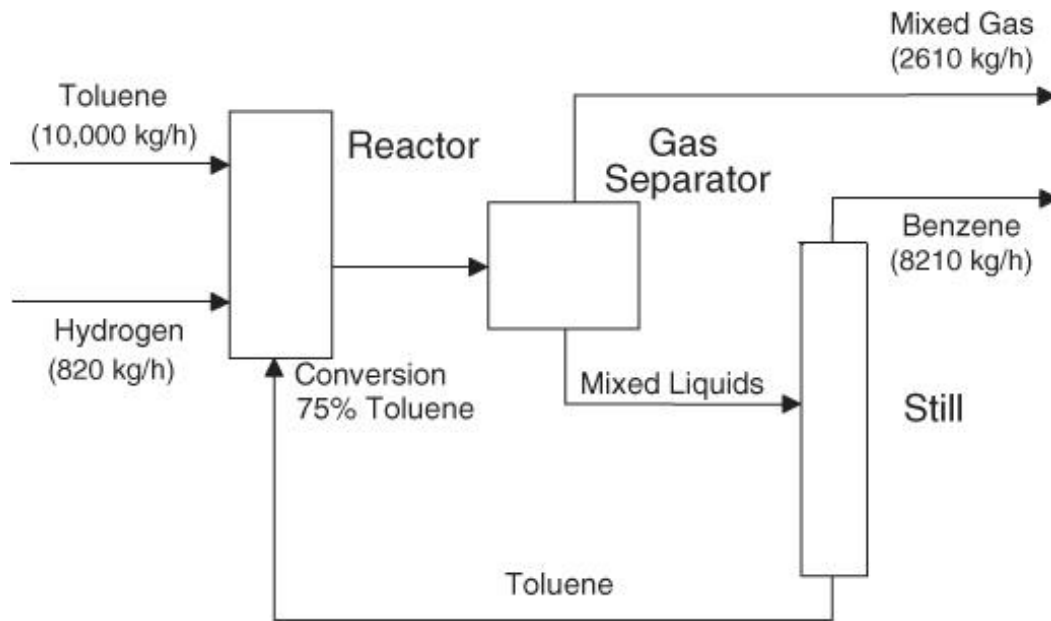 Mixed Gas
(2610 kg/h)
Toluene
(10,000 kg/h)
Reactor
Gas
Separator
Benzene
(8210 kg/h)
Hydrogen
(820 kg/h)
Conversion
75% Toluene
Mixed Liquids
Still
Toluene